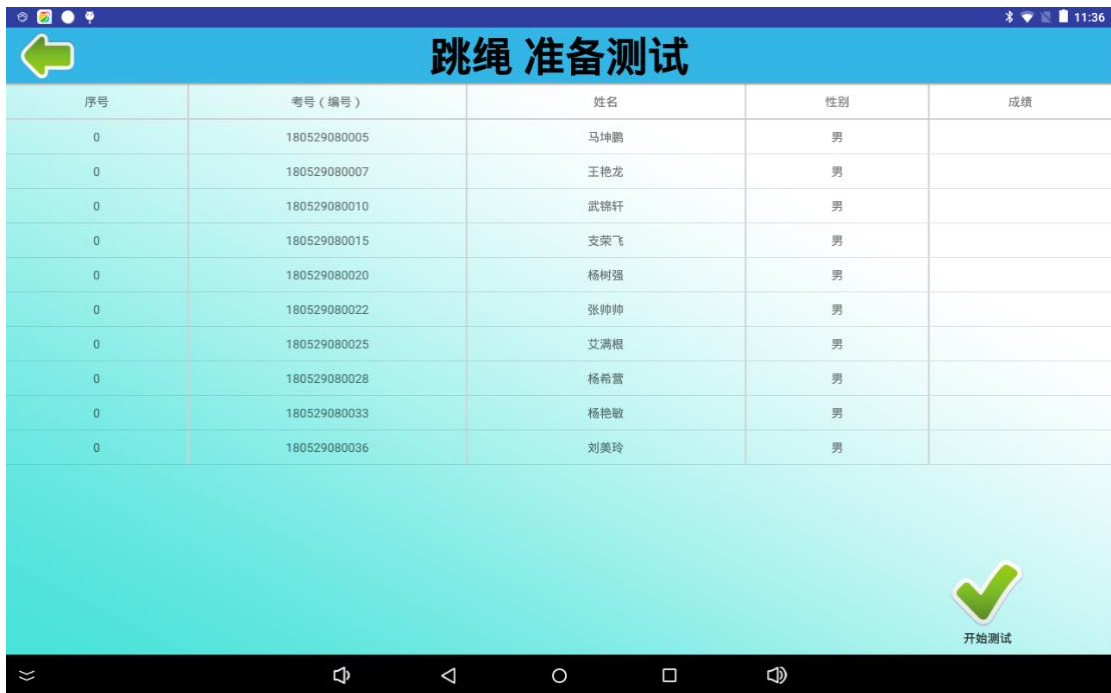 11:36
跳绳 准备测试
序号 考号（编号） 姓名 性别 成绩
0 180529080005 马坤鹏 男
0 180529080007 王艳龙 男
0 180529080010 武锦轩 男
0 180529080015 支荣飞 男
0 180529080020 杨树强 男
0 180529080022 张帅帅 男
0 180529080025 艾满根 男
0 180529080028 杨希营 男
0 180529080033 杨艳敏 男
0 180529080036 刘美玲 男
开始测试